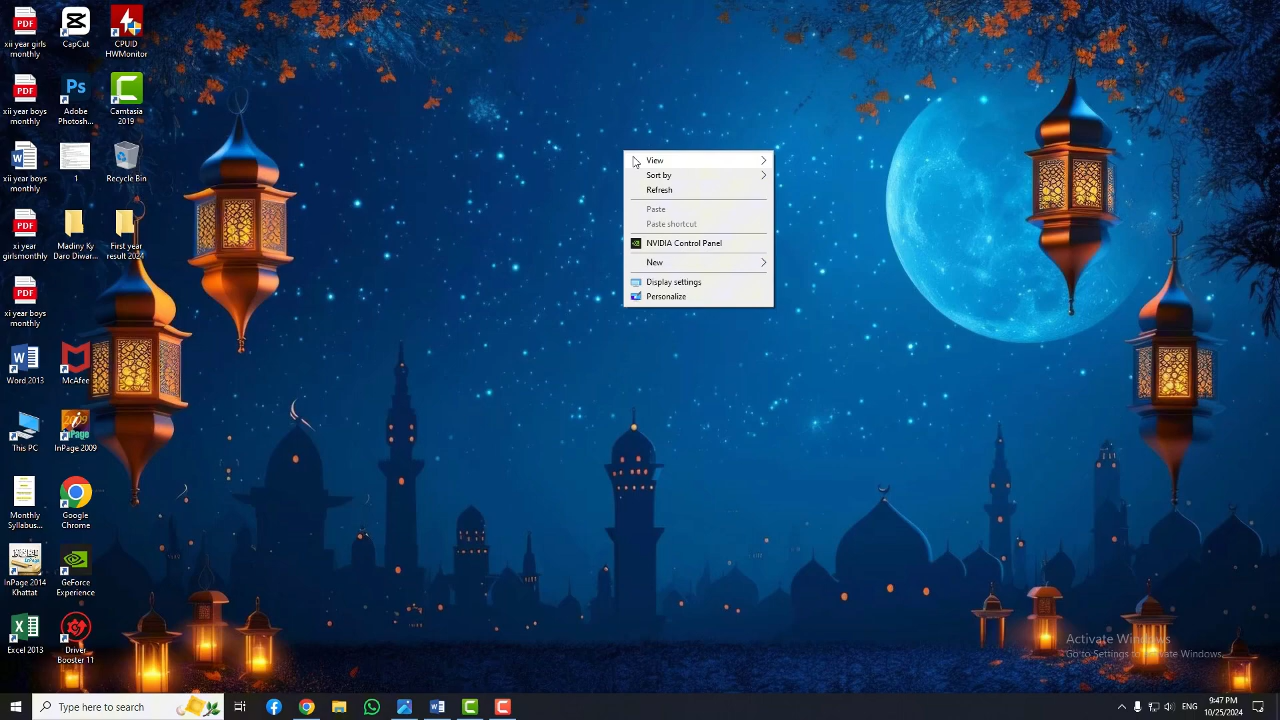 xii year girls
monthly
CapCut
CPUID
HWMonitor
xii year boys
monthly
Adobe
Photosh...
Camtasia
2019
xii year boys
monthly
1
Recycle Bin
xi year
girlsmonthly
Madiny Ky
Daro Diwar...
First year
result 2024
xi year boys
monthly
Word 2013
McAfee
This PC
InPage 2009
Monthly
Syllabus...
Google
Chrome
InPage 2014
Khattat
GeForce
Experience
Excel 2013
Driver
Booster 11
View
Sort by
Refresh
Paste
Paste shortcut
NVIDIA Control Panel
New
Display settings
Personalize
Activate Windows
Go to Settings to activate Windows.
Type here to search
ENG
9:47 PM
10/25/2024